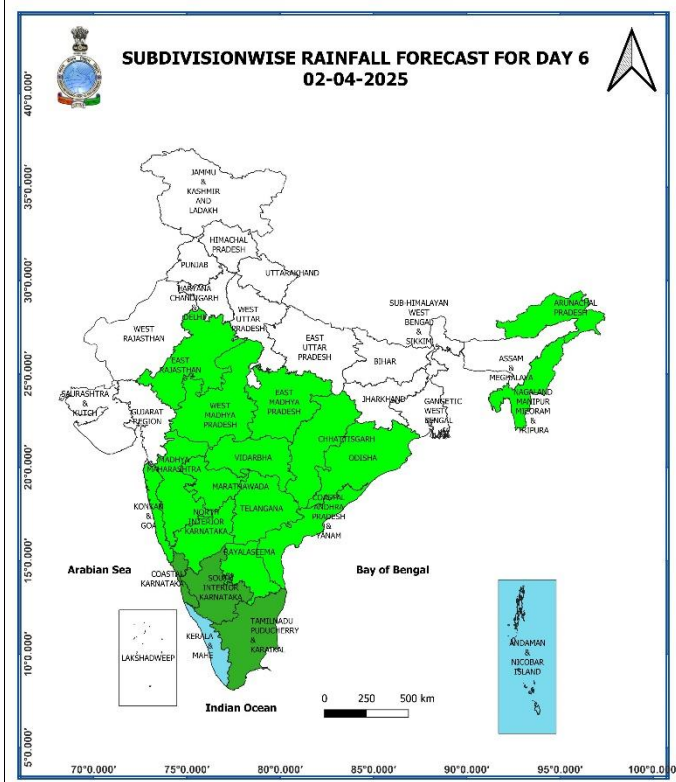 SUBDIVISIONWISE RAINFALL FORECAST FOR DAY 6
02-04-2025
40°0.000'
35°0.000'
30°0.000'
25°0.000'
20°0.000'
15°0.000'
10°0.000'
5°0.000'
JAMMU
&
KASHMIR
AND
LADAKH
HIMACHAL
PRADESH
PUNJAB
UTTARAKHAND
HARYANA
CHANDIGARH
&
DELHI
WEST
UTTAR
PRADESH
WEST
RAJASTHAN
EAST
UTTAR
PRADESH
SUB-HIMALAYAN
WEST
BENGAL
&
SIKKIM
ARUNACHAL
PRADESH
EAST
RAJASTHAN
BIHAR
ASSAM
&
MEGHALAYA
SAURASHTRA
&
KUTCH
GUJARAT
REGION
WEST
MADHYA
PRADESH
EAST
MADHYA
PRADESH
JHARKHAND
GANGETIC
WEST
BENGAL
NAGALAND
MANIPUR
MIZORAM
&
TRIPURA
CHHATTISGARH
ODISHA
MADHYA
MAHARASHTRA
VIDARBHA
MARATHAWADA
KONKAN
&
GOA
NORTH
INTERIOR
KARNATAKA
TELANGANA
COASTAL
ANDHRA
PRADESH
&
YANAM
RAYALASEEMA
Arabian Sea
COASTAL
KARNATAKA
SOUTH
INTERIOR
KARNATAKA
Bay of Bengal
TAMILNADU
PUDUCHERRY
&
KARAIKAL
KERALA
&
MAHE
LAKSHADWEEP
ANDAMAN
&
NICOBAR
ISLAND
Indian Ocean
0 250 500 km
70°0.000' 75°0.000' 80°0.000' 85°0.000' 90°0.000' 95°0.000' 100°0.000'